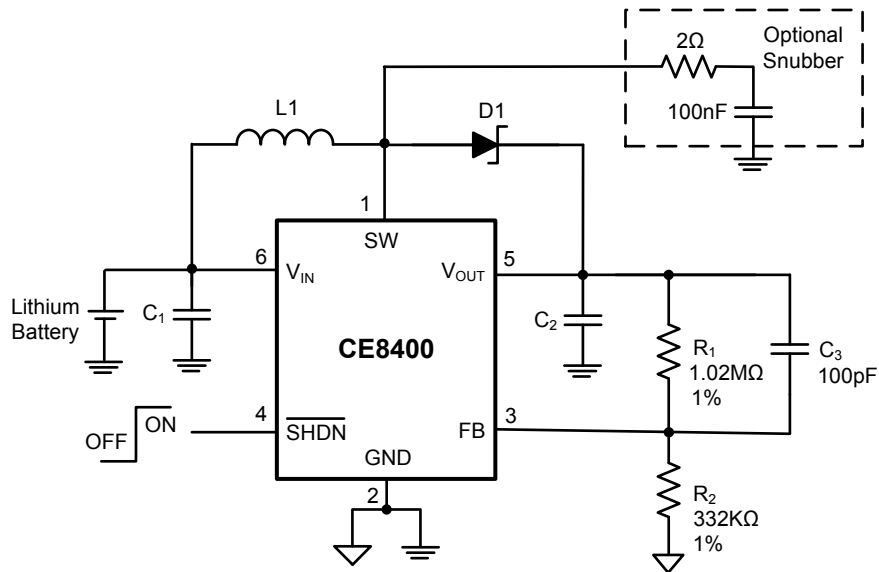 Optional
Snubber
2Ω
100nF
L1
D1
1
SW
6
V_IN
V_OUT
5
Lithium
Battery
C₁
C₂
CE8400
R₁
1.02MΩ
1%
C₃
100pF
OFF
ON
4
SHDN
FB
3
GND
2
R₂
332KΩ
1%